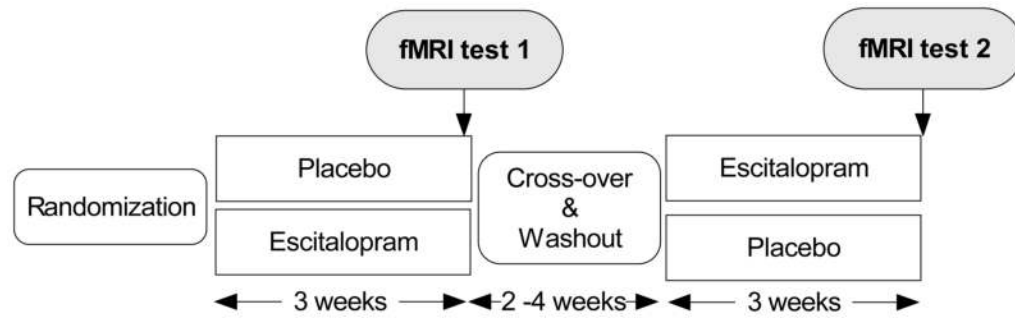 fMRI test 1
fMRI test 2
Randomization
Placebo
Escitalopram
Cross-over
&
Washout
Escitalopram
Placebo
3 weeks
2 -4 weeks
3 weeks